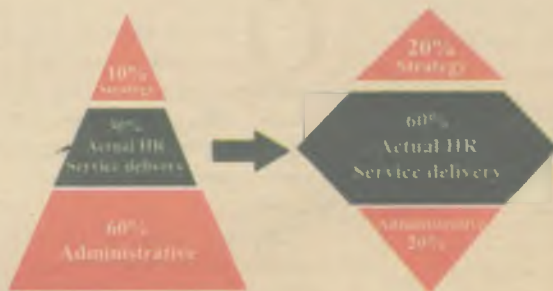 10%
Strategy
30%
Actual HR
Service delivery
60%
Administrative
20%
Strategy
60%
Actual HR
Service delivery
Administrative
20%